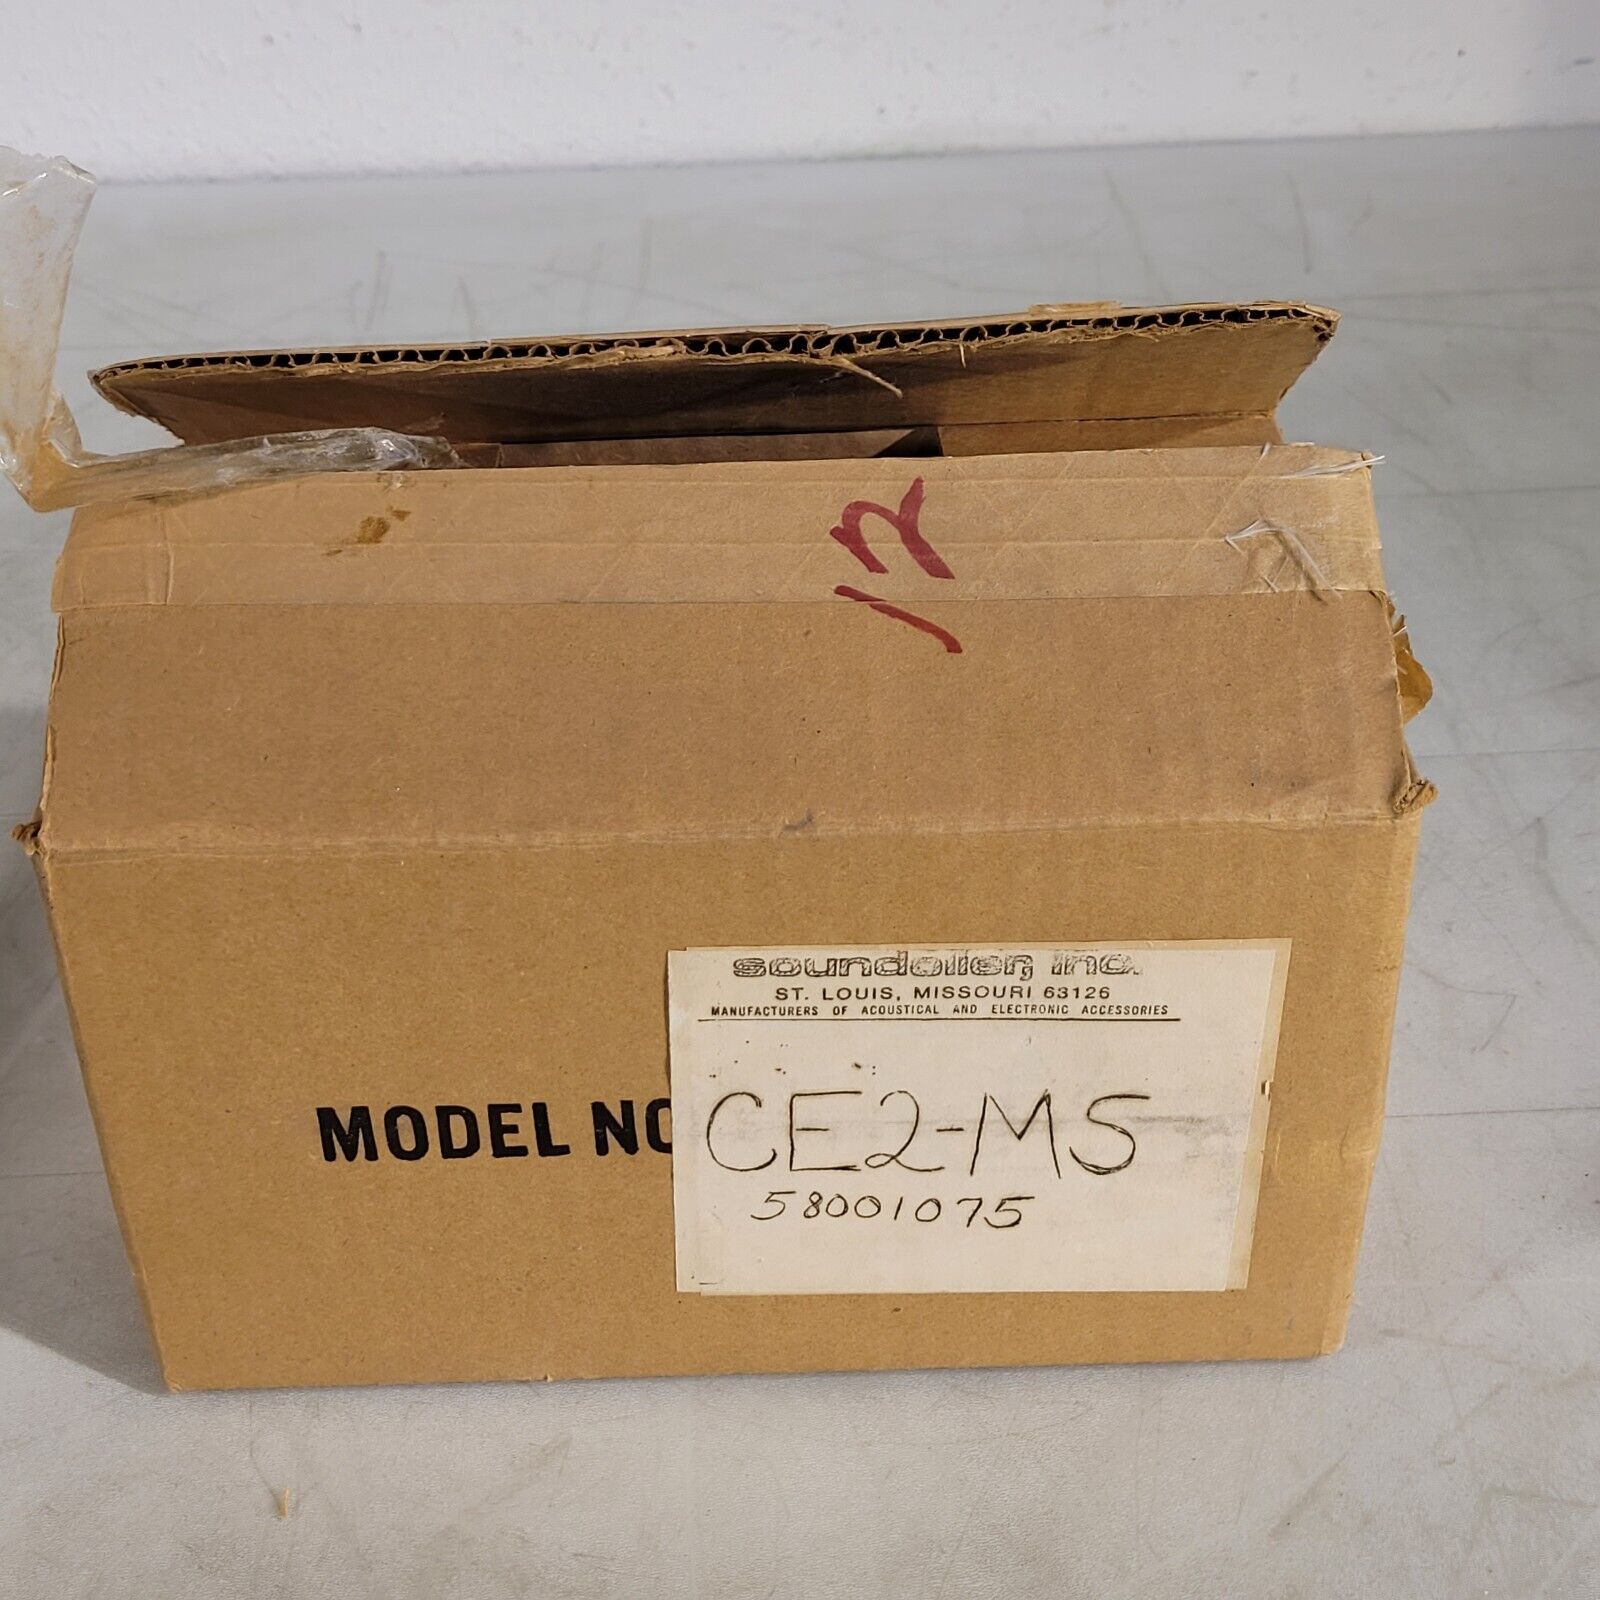 12
soundolier, inc.
ST. LOUIS, MISSOURI 63126
MANUFACTURERS OF ACOUSTICAL AND ELECTRONIC ACCESSORIES
MODEL NO CE2-MS
58001075